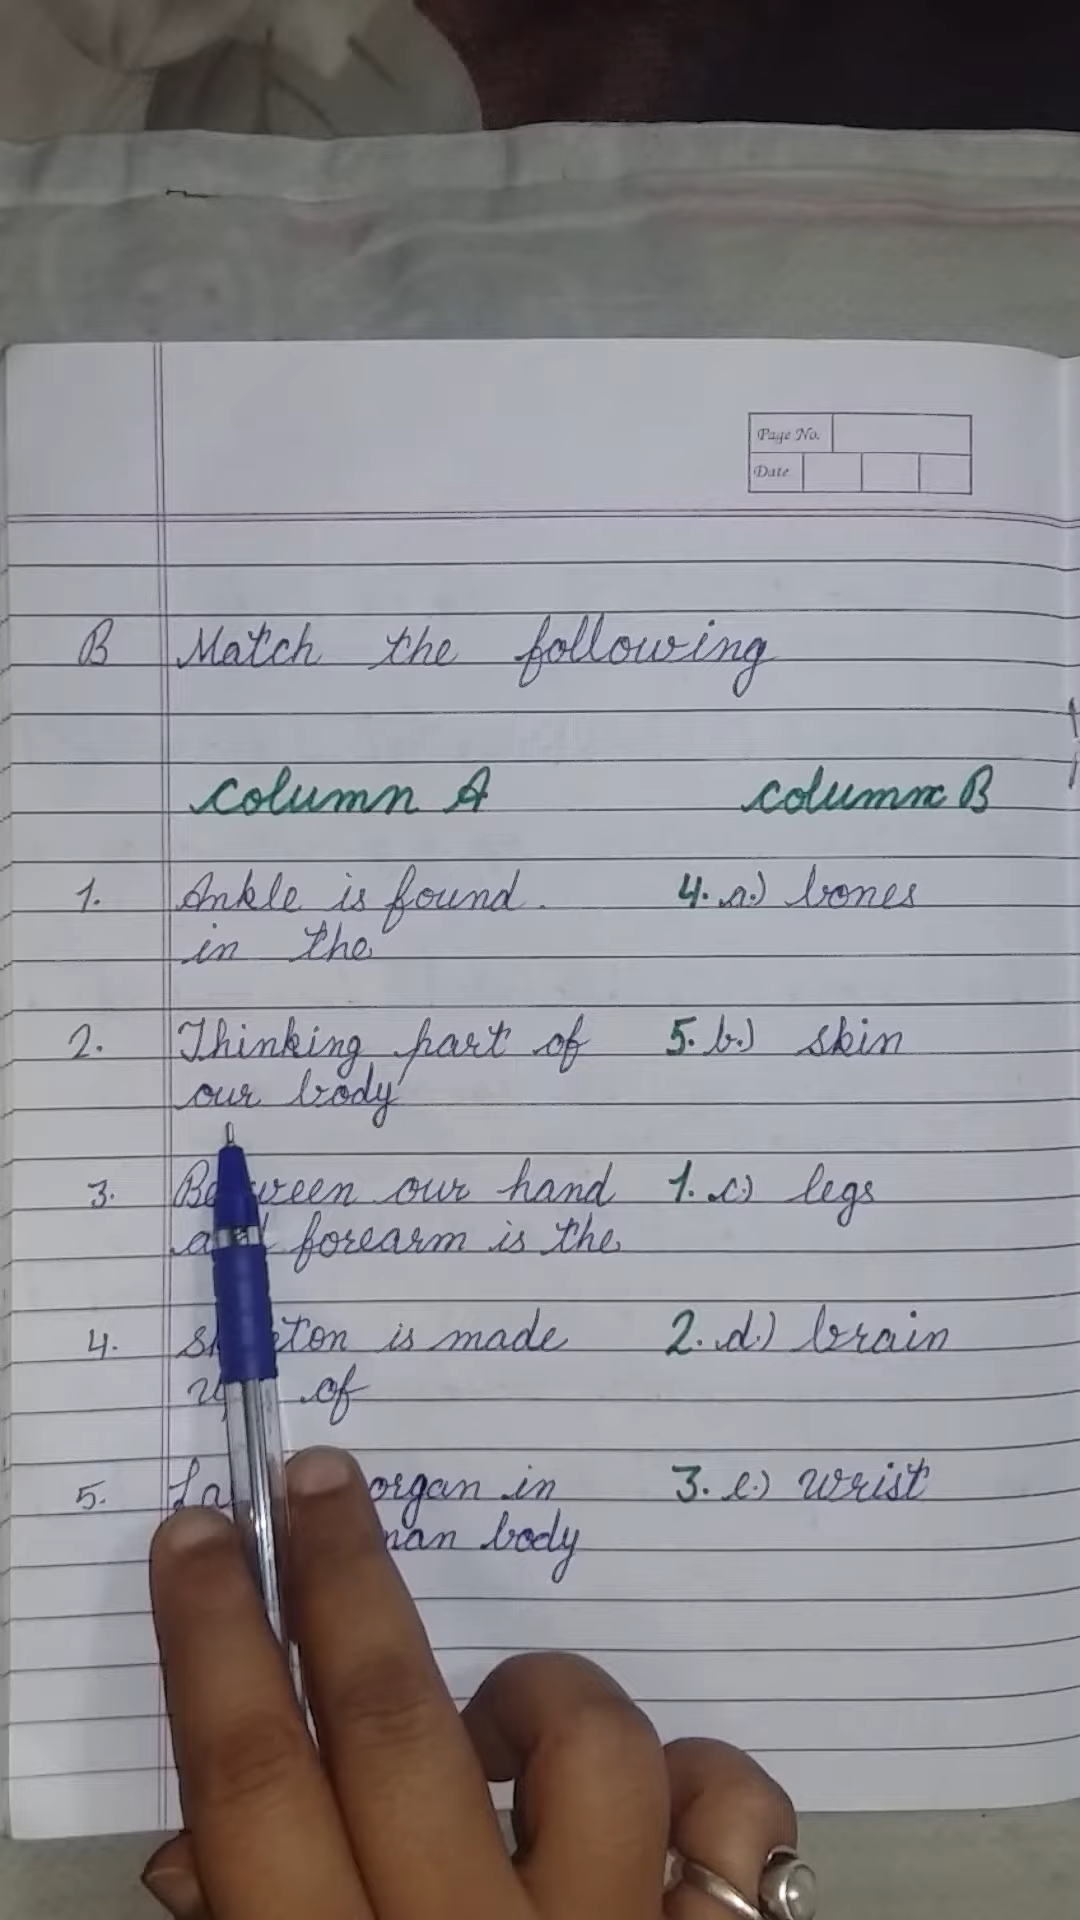 Page No.
Date
B Match the following
column A column B
1. Ankle is found. 4. a.) bones
in the
2. Thinking part of 5. b.) skin
our body
3. our hand 1. c) legs
forearm is the
4. is made 2. d.) brain
of
5. organ in 3. e.) wrist
body